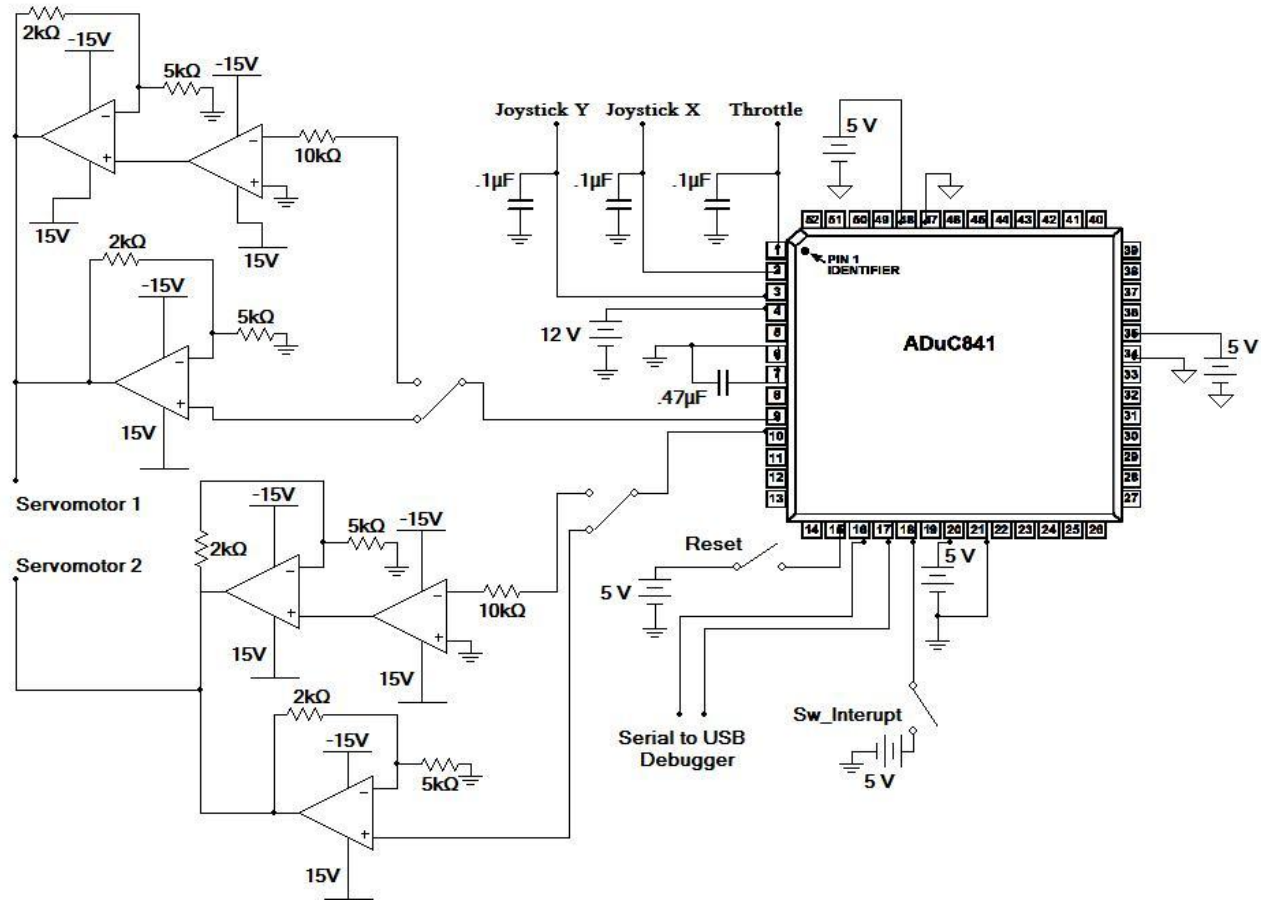 2kΩ
-15V
5kΩ
-15V
10kΩ
15V
15V
2kΩ
-15V
5kΩ
15V
Servomotor 1
Servomotor 2
-15V
2kΩ
5kΩ
-15V
10kΩ
15V
15V
2kΩ
-15V
5kΩ
15V
Joystick Y
Joystick X
Throttle
.1µF
.1µF
.1µF
5 V
12 V
.47µF
52 51 50 49 48 47 46 45 44 43 42 41 40
1
2
3
4
5
6
7
8
9
10
11
12
13
PIN 1
IDENTIFIER
ADuC841
39
38
37
36
35
34
33
32
31
30
29
28
27
5 V
14 15 16 17 18 19 20 21 22 23 24 25 26
Reset
5 V
5 V
Serial to USB
Debugger
Sw_Interupt
5 V